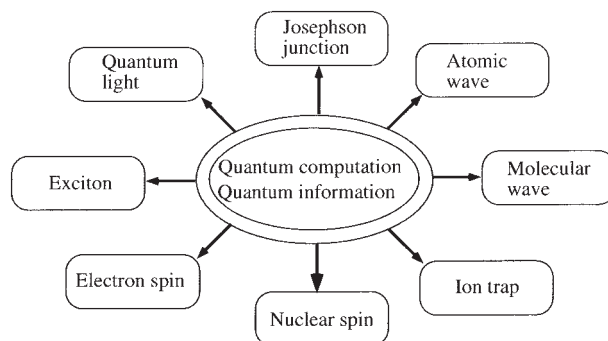 Josephson
junction
Quantum
light
Atomic
wave
Quantum computation
Quantum information
Exciton
Molecular
wave
Electron spin
Ion trap
Nuclear spin